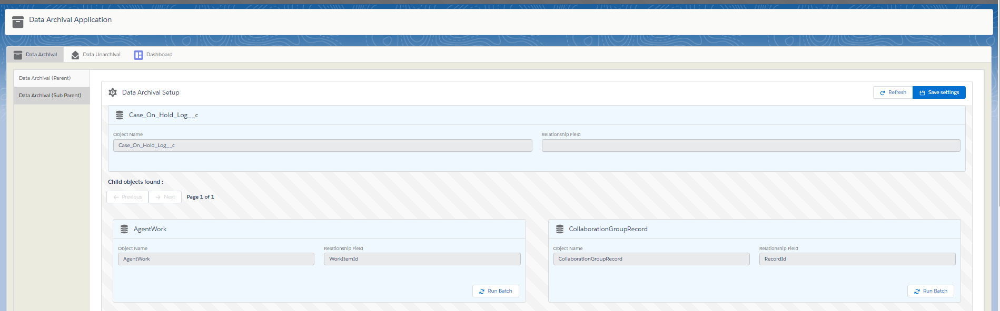 Data Archival Application
Data Archival
Data Unarchival
Dashboard
Data Archival (Parent)
Data Archival (Sub Parent)
Data Archival Setup
Refresh
Save settings
Case_On_Hold_Log__c
Object Name
Relationship Field
Case_On_Hold_Log__c
Child objects found :
Previous
Next
Page 1 of 1
AgentWork
Object Name
Relationship Field
AgentWork
WorkItemId
Run Batch
CollaborationGroupRecord
Object Name
Relationship Field
CollaborationGroupRecord
RecordId
Run Batch